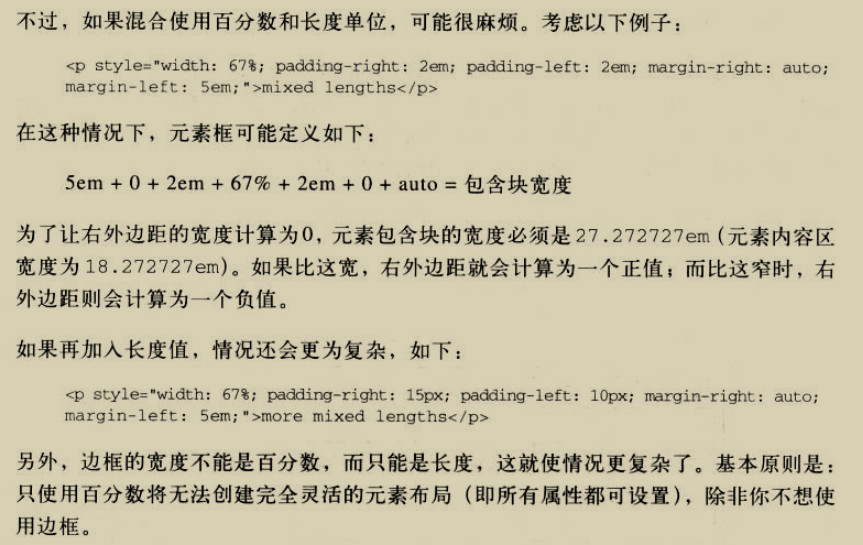 不过，如果混合使用百分数和长度单位，可能很麻烦。考虑以下例子：
<p style="width: 67%; padding-right: 2em; padding-left: 2em; margin-right: auto;
margin-left: 5em;">mixed lengths</p>
在这种情况下，元素框可能定义如下：
5em + 0 + 2em + 67% + 2em + 0 + auto = 包含块宽度
为了让右外边距的宽度计算为0，元素包含块的宽度必须是27.272727em（元素内容区
宽度为18.272727em）。如果比这宽，右外边距就会计算为一个正值；而比这窄时，右
外边距则会计算为一个负值。
如果再加入长度值，情况还会更为复杂，如下：
<p style="width: 67%; padding-right: 15px; padding-left: 10px; margin-right: auto;
margin-left: 5em;">more mixed lengths</p>
另外，边框的宽度不能是百分数，而只能是长度，这就使情况更复杂了。基本原则是：
只使用百分数将无法创建完全灵活的元素布局（即所有属性都可设置），除非你不想使
用边框。